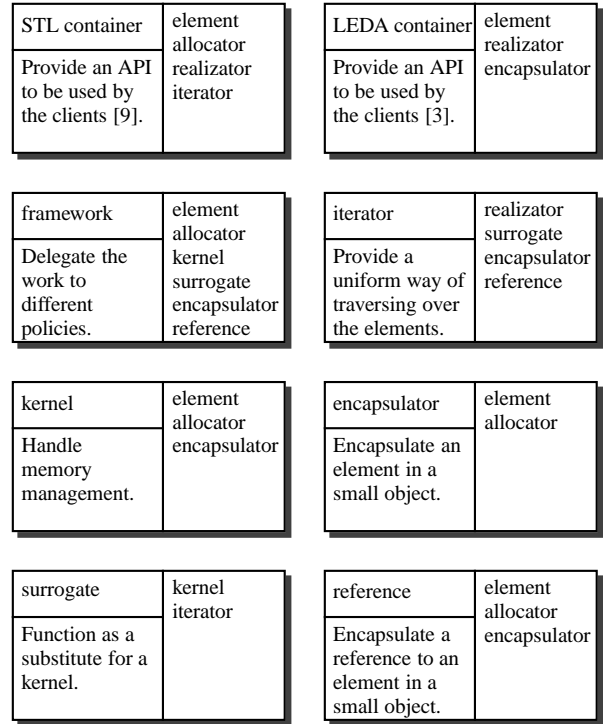 STL container
Provide an API
to be used by
the clients [9].
element
allocator
realizator
iterator
LEDA container
Provide an API
to be used by
the clients [3].
element
realizator
encapsulator
framework
Delegate the
work to
different
policies.
element
allocator
kernel
surrogate
encapsulator
reference
iterator
Provide a
uniform way of
traversing over
the elements.
realizator
surrogate
encapsulator
reference
kernel
Handle
memory
management.
element
allocator
encapsulator
encapsulator
Encapsulate an
element in a
small object.
element
allocator
surrogate
Function as a
substitute for a
kernel.
kernel
iterator
reference
Encapsulate a
reference to an
element in a
small object.
element
allocator
encapsulator